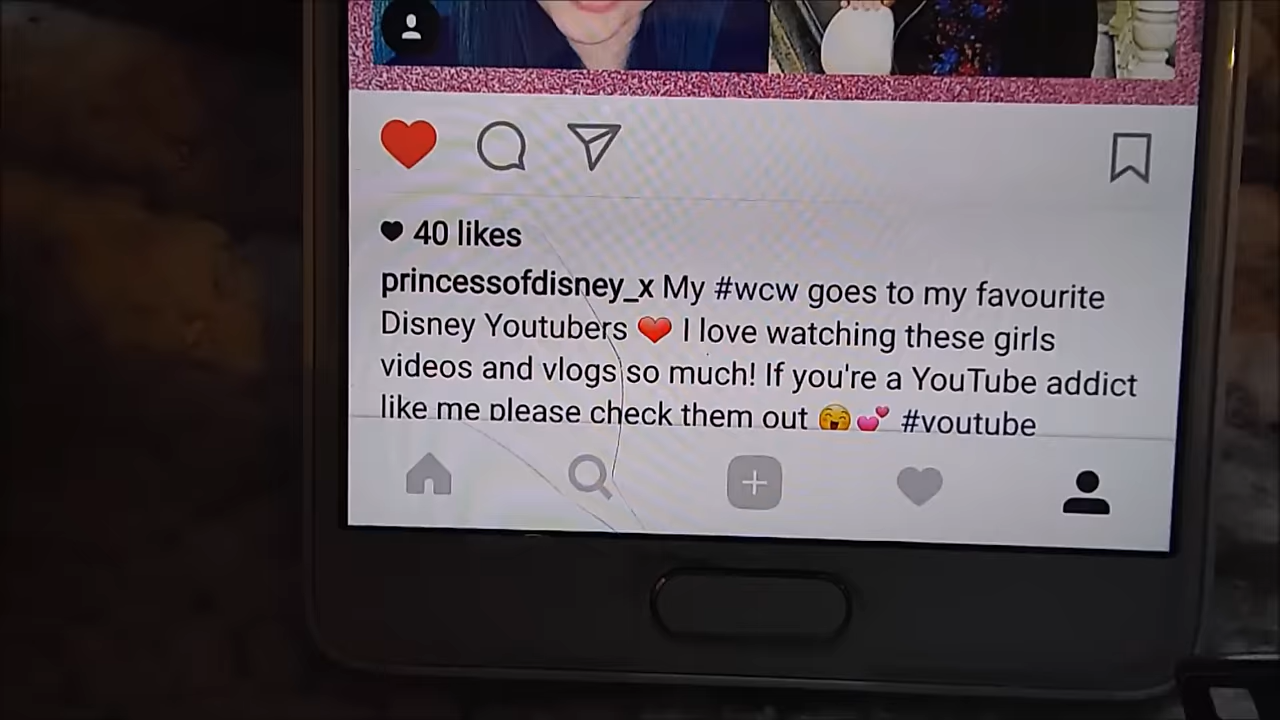 40 likes
princessofdisney_x My #wcw goes to my favourite
Disney Youtubers ❤️ I love watching these girls
videos and vlogs so much! If you're a YouTube addict
like me please check them out 😄💕 #youtube